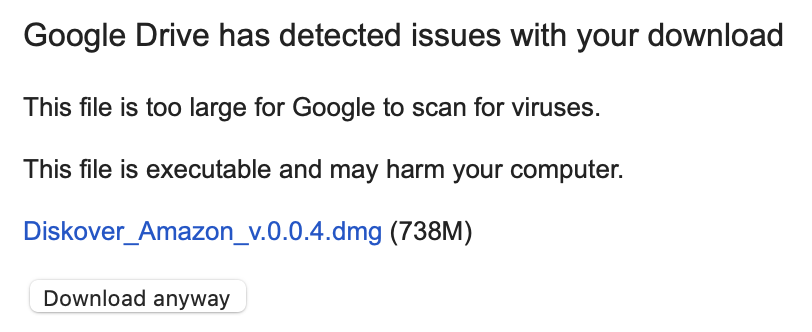 Google Drive has detected issues with your download
This file is too large for Google to scan for viruses.
This file is executable and may harm your computer.
Diskover_Amazon_v.0.0.4.dmg (738M)
Download anyway